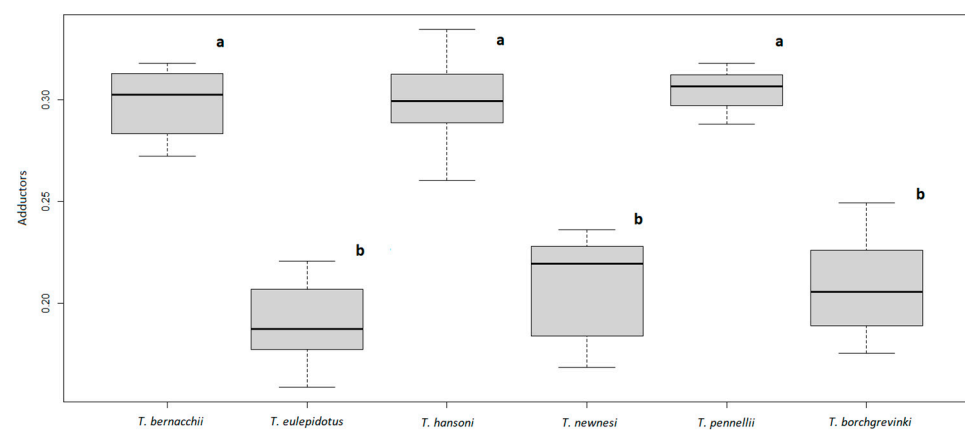 a a a
0.30
0.25
b b b
Adductors
0.20
T. bernacchii T. eulepidotus T. hansoni T. newnesi T. pennellii T. borchgrevinki